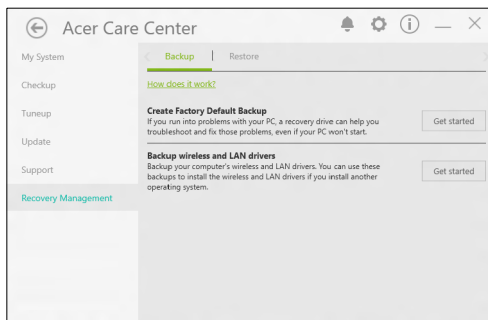 Acer Care Center
My System
Checkup
Tuneup
Update
Support
Recovery Management
Backup
Restore
How does it work?
Create Factory Default Backup
If you run into problems with your PC, a recovery drive can help you
troubleshoot and fix those problems, even if your PC won't start.
Get started
Backup wireless and LAN drivers
Backup your computer's wireless and LAN drivers. You can use these
backups to install the wireless and LAN drivers if you install another
operating system.
Get started